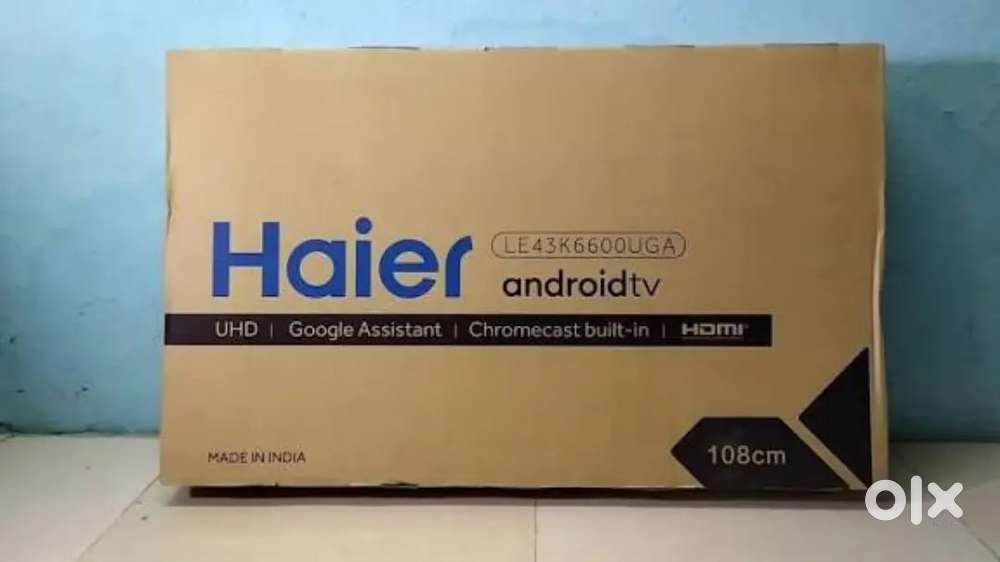 Haier
LE43K6600UGA
androidtv
UHD | Google Assistant | Chromecast built-in | HDMI
108cm
MADE IN INDIA
olx